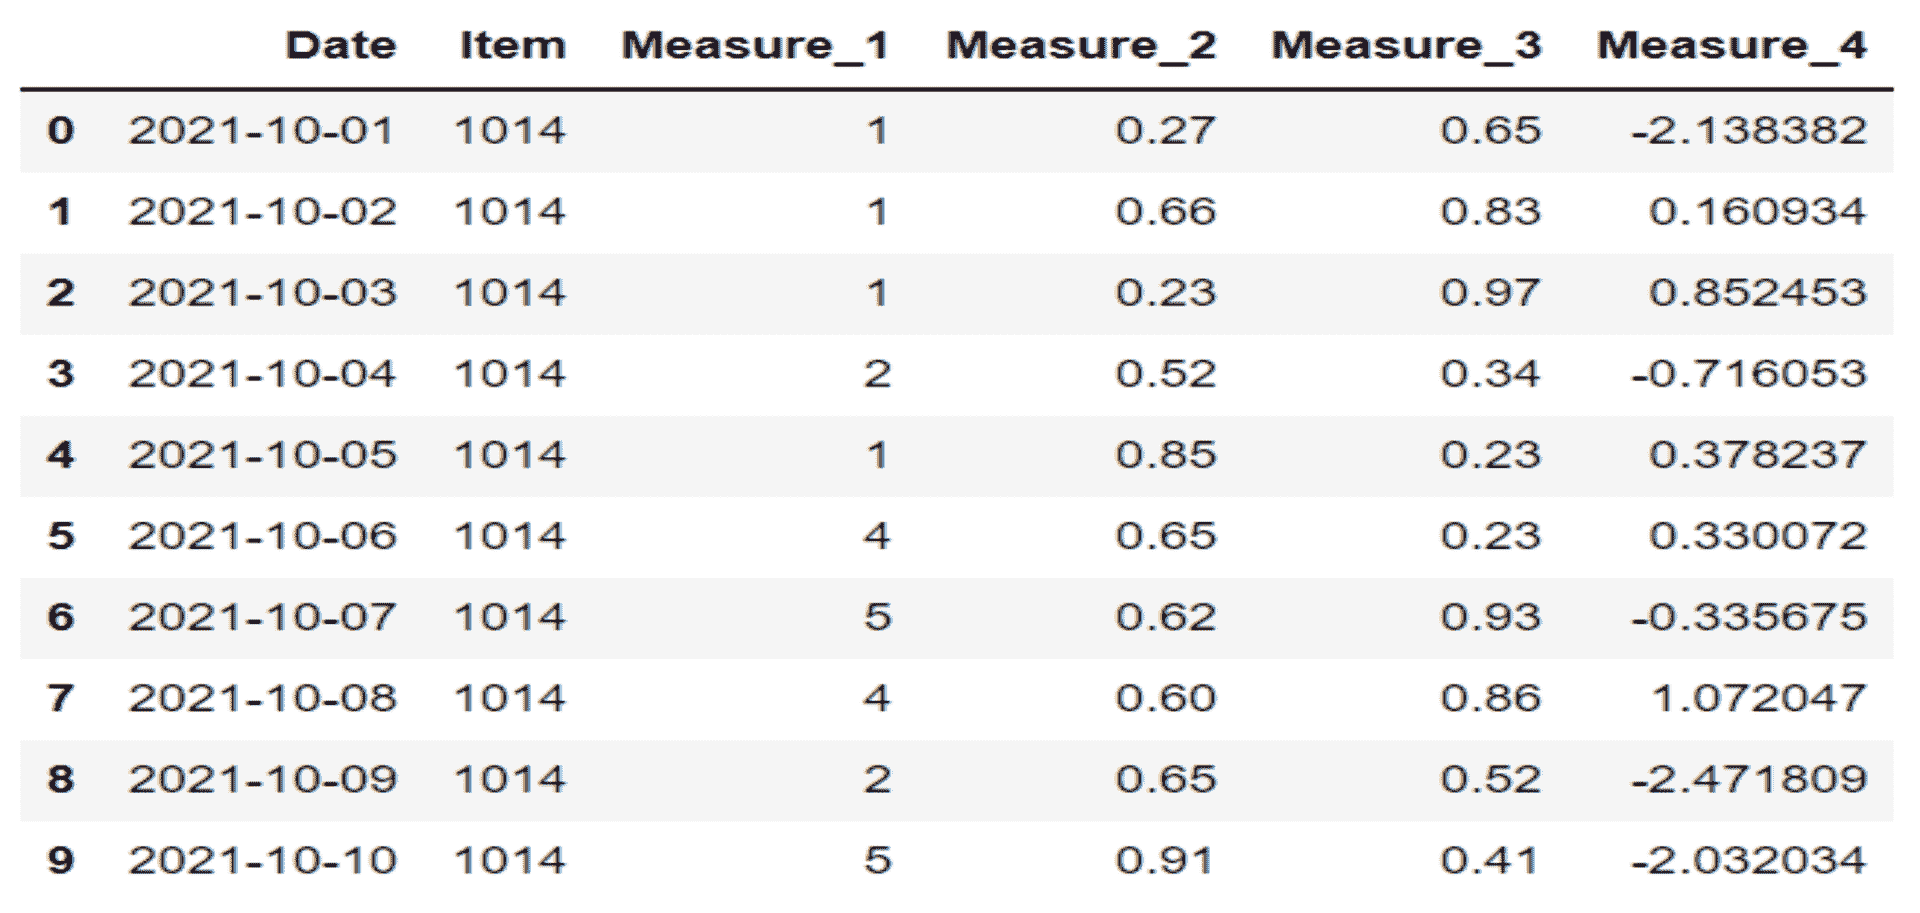 Date Item Measure_1 Measure_2 Measure_3 Measure_4
0 2021-10-01 1014 1 0.27 0.65 -2.138382
1 2021-10-02 1014 1 0.66 0.83 0.160934
2 2021-10-03 1014 1 0.23 0.97 0.852453
3 2021-10-04 1014 2 0.52 0.34 -0.716053
4 2021-10-05 1014 1 0.85 0.23 0.378237
5 2021-10-06 1014 4 0.65 0.23 0.330072
6 2021-10-07 1014 5 0.62 0.93 -0.335675
7 2021-10-08 1014 4 0.60 0.86 1.072047
8 2021-10-09 1014 2 0.65 0.52 -2.471809
9 2021-10-10 1014 5 0.91 0.41 -2.032034